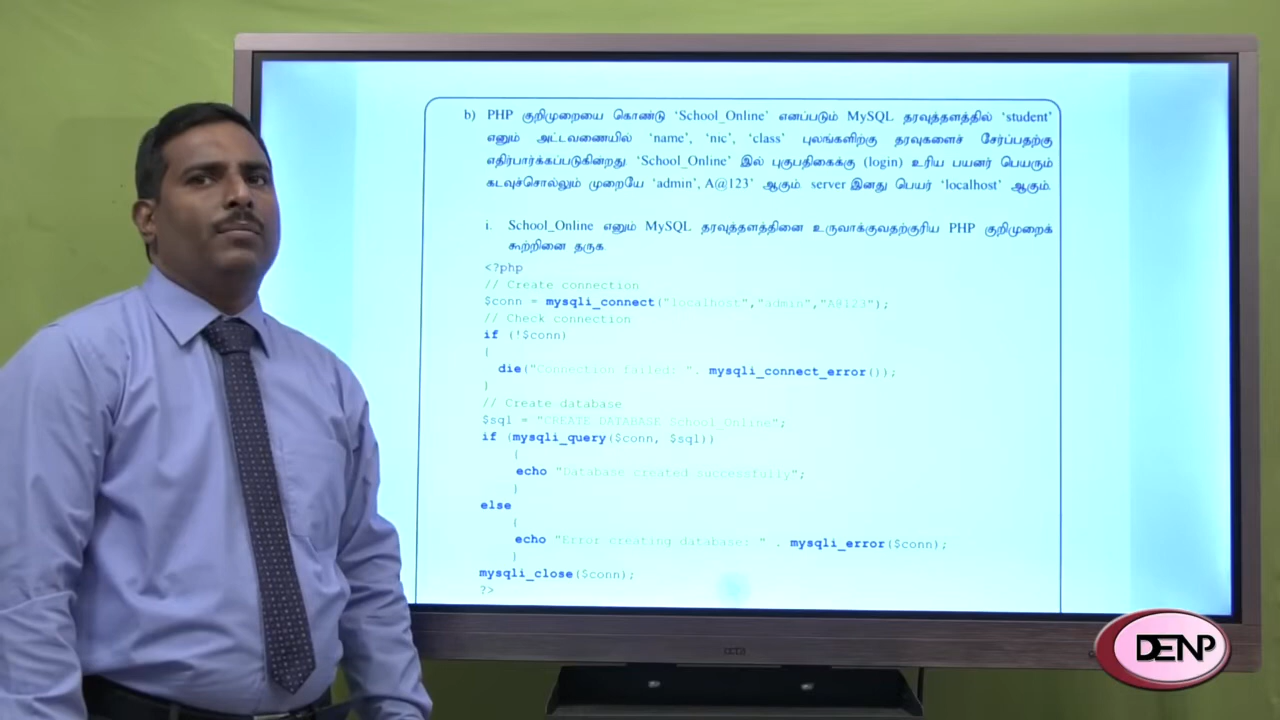 b) PHP குறிமுறையை கொண்டு ‘School_Online’ எனப்படும் MySQL தரவுத்தளத்தில் ‘student’
எனும் அட்டவணையில் ‘name’, ‘nic’, ‘class’ புலங்களிற்கு தரவுகளைச் சேர்ப்பதற்கு
எதிர்பார்க்கப்படுகின்றது ‘School_Online’ இல் புகுபதிகைக்கு (login) உரிய பயனர் பெயரும்
கடவுச்சொல்லும் முறையே ‘admin’, A@123’ ஆகும். server இனது பெயர் ‘localhost’ ஆகும்.
i. School_Online எனும் MySQL தரவுத்தளத்தினை உருவாக்குவதற்குரிய PHP குறிமுறைக்
கூற்றினை தருக
<?php
// Create connection
$conn = mysqli_connect("localhost","admin","A@123");
// Check connection
if (!$conn)
{
die("Connection failed: ". mysqli_connect_error());
}
// Create database
$sql = "CREATE DATABASE School_Online";
if (mysqli_query($conn, $sql))
{
echo "Database created successfully";
}
else
{
echo "Error creating database: " . mysqli_error($conn);
}
mysqli_close($conn);
?>
DENP